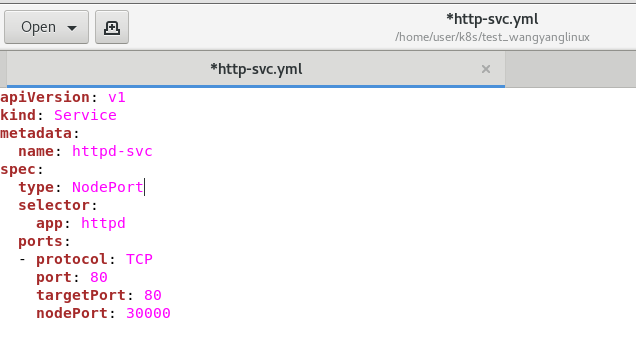 Open
*http-svc.yml
/home/user/k8s/test_wangyanglinux
*http-svc.yml ×
apiVersion: v1
kind: Service
metadata:
  name: httpd-svc
spec:
  type: NodePort
  selector:
    app: httpd
  ports:
  - protocol: TCP
    port: 80
    targetPort: 80
    nodePort: 30000